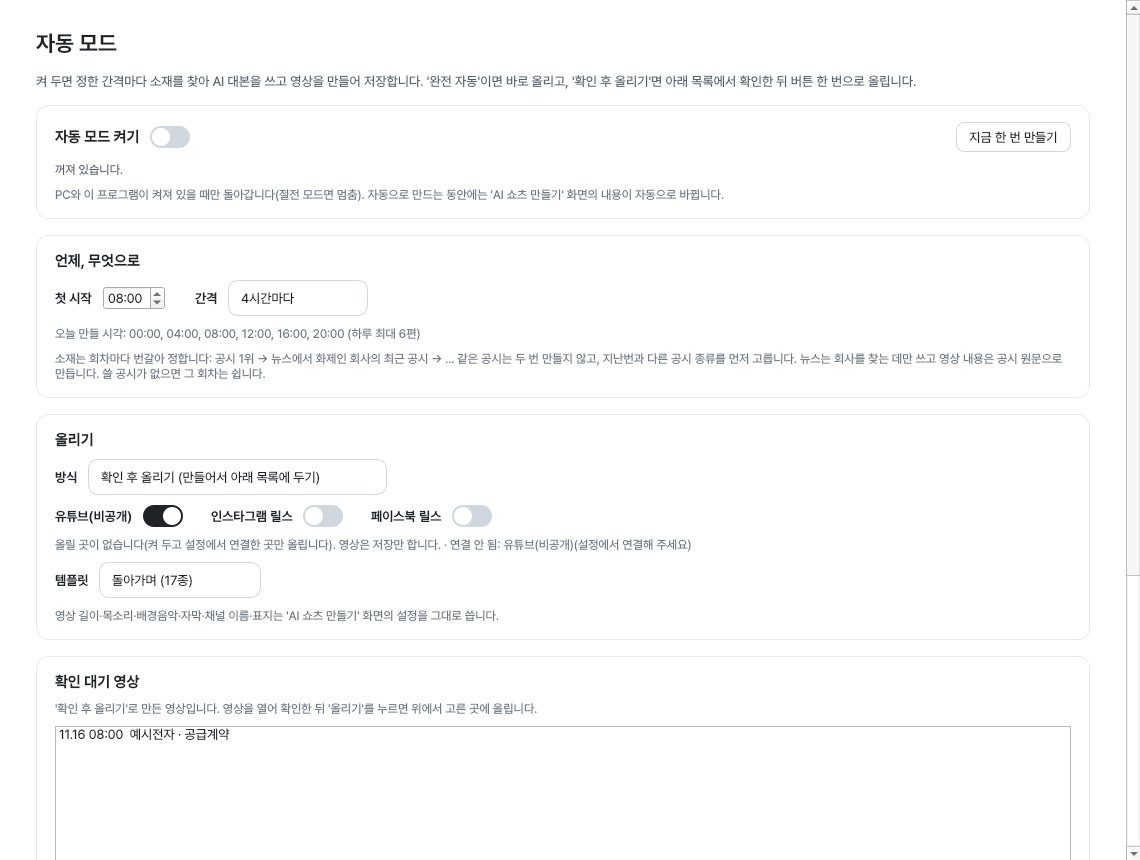 자동 모드
켜 두면 정한 간격마다 소재를 찾아 AI 대본을 쓰고 영상을 만들어 저장합니다. '완전 자동'이면 바로 올리고, '확인 후 올리기'면 아래 목록에서 확인한 뒤 버튼 한 번으로 올립니다.
자동 모드 켜기
지금 한 번 만들기
꺼져 있습니다.
PC와 이 프로그램이 켜져 있을 때만 돌아갑니다(절전 모드면 멈춤). 자동으로 만드는 동안에는 'AI 쇼츠 만들기' 화면의 내용이 자동으로 바뀝니다.
언제, 무엇으로
첫 시작 08:00 간격 4시간마다
오늘 만들 시각: 00:00, 04:00, 08:00, 12:00, 16:00, 20:00 (하루 최대 6편)
소재는 회차마다 번갈아 정합니다: 공시 1위 → 뉴스에서 화제인 회사의 최근 공시 → ... 같은 공시는 두 번 만들지 않고, 지난번과 다른 공시 종류를 먼저 고릅니다. 뉴스는 회사를 찾는 데만 쓰고 영상 내용은 공시 원문으로
만듭니다. 쓸 공시가 없으면 그 회차는 쉽니다.
올리기
방식 확인 후 올리기 (만들어서 아래 목록에 두기)
유튜브(비공개) 인스타그램 릴스 페이스북 릴스
올릴 곳이 없습니다(켜 두고 설정에서 연결한 곳만 올립니다). 영상은 저장만 합니다. · 연결 안 됨: 유튜브(비공개)(설정에서 연결해 주세요)
템플릿 돌아가며 (17종)
영상 길이·목소리·배경음악·자막·채널 이름·표지는 'AI 쇼츠 만들기' 화면의 설정을 그대로 씁니다.
확인 대기 영상
'확인 후 올리기'로 만든 영상입니다. 영상을 열어 확인한 뒤 '올리기'를 누르면 위에서 고른 곳에 올립니다.
11.16 08:00 예시전자 · 공급계약